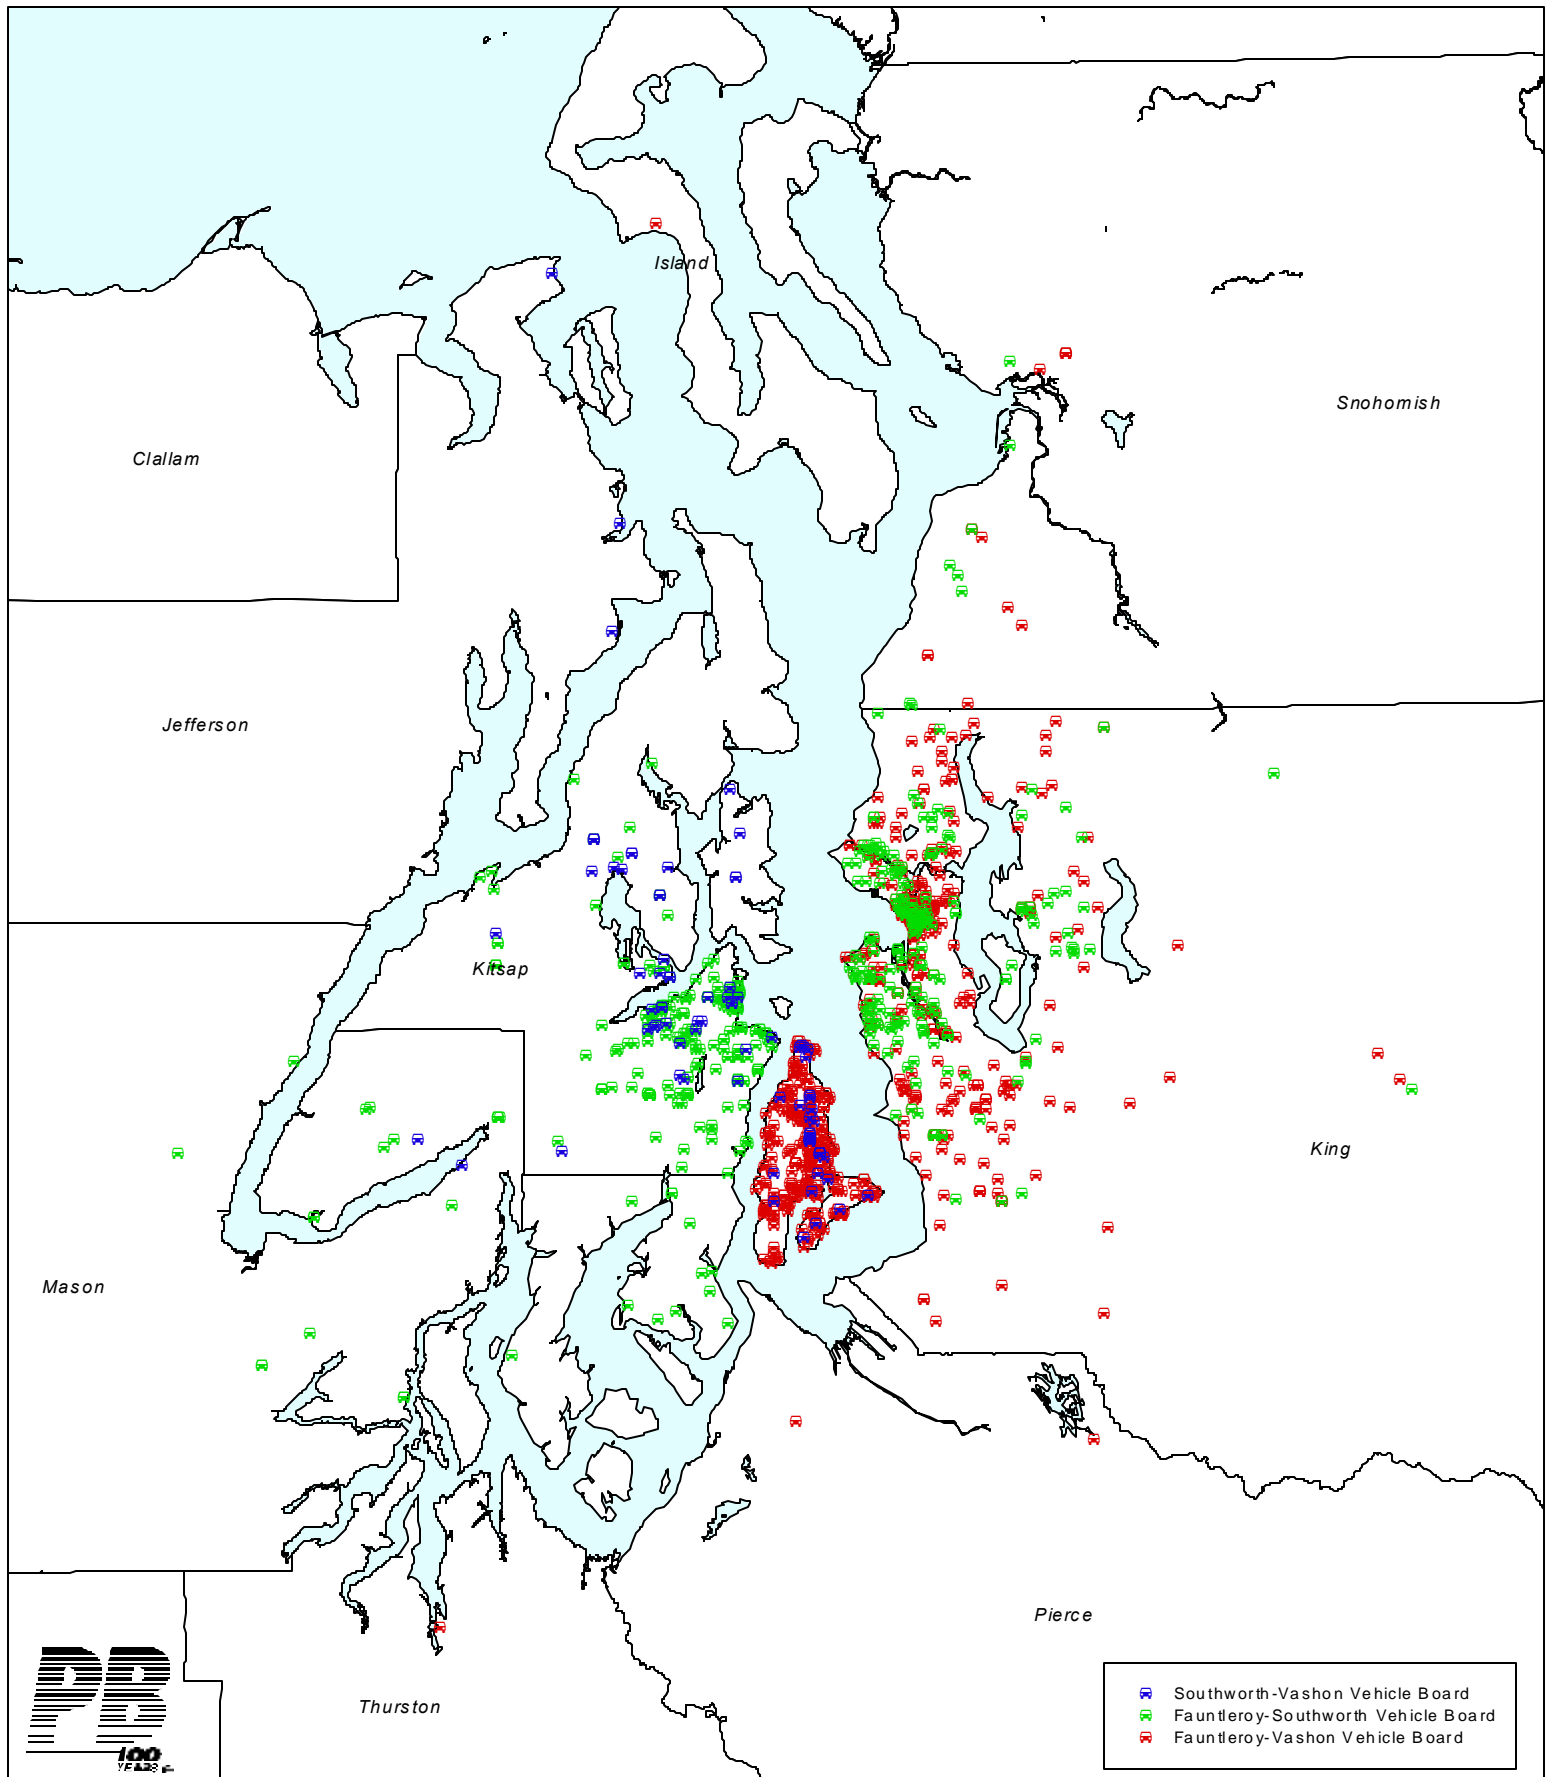 Island
Snohomish
Clallam
Jefferson
Kitsap
King
Mason
Pierce
Thurston
PB
100
YEARS
Southworth-Vashon Vehicle Board
Fauntleroy-Southworth Vehicle Board
Fauntleroy-Vashon Vehicle Board